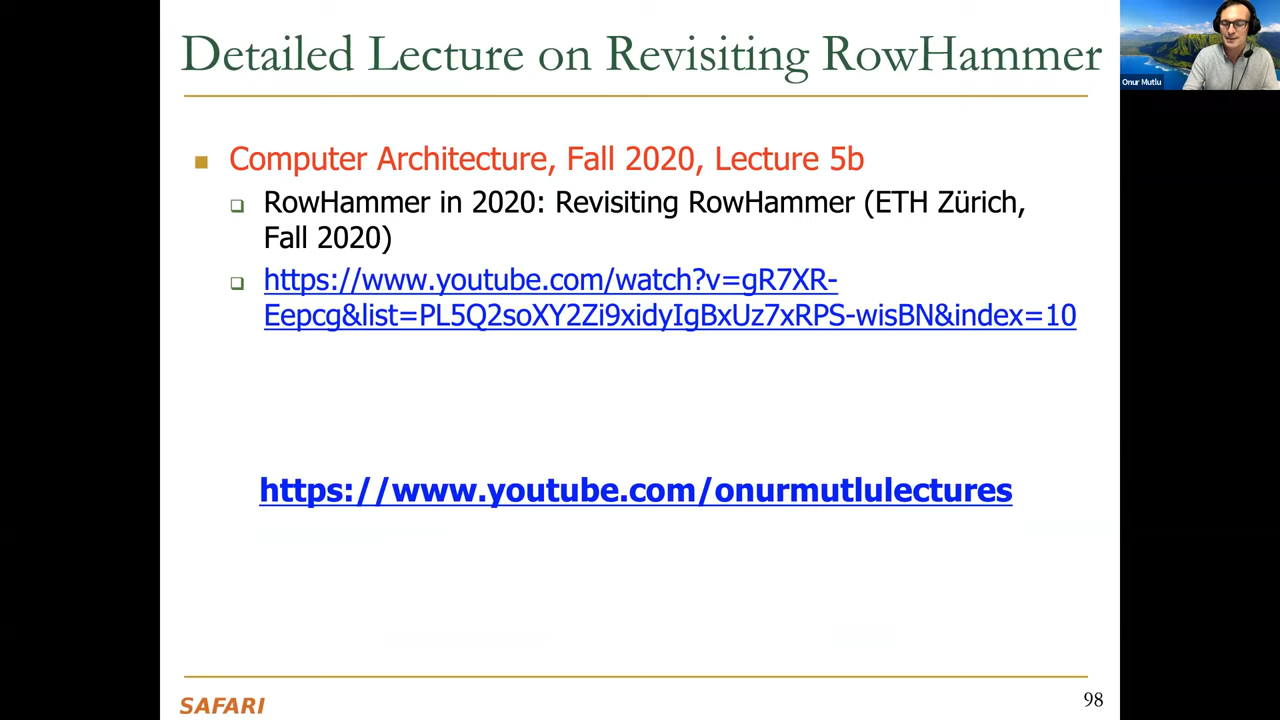 Detailed Lecture on Revisiting RowHammer
Onur Mutlu
Computer Architecture, Fall 2020, Lecture 5b
RowHammer in 2020: Revisiting RowHammer (ETH Zürich,
Fall 2020)
https://www.youtube.com/watch?v=gR7XR-
Eepcg&list=PL5Q2soXY2Zi9xidyIgBxUz7xRPS-wisBN&index=10
https://www.youtube.com/onurmutlulectures
SAFARI
98